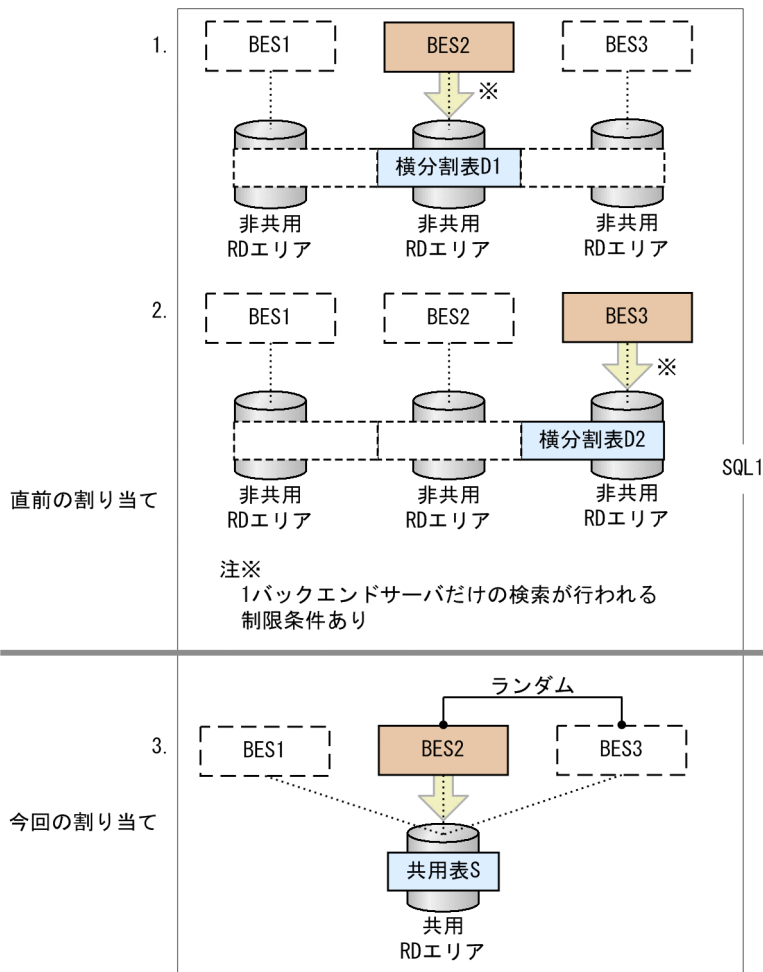 1.
BES1
BES2
BES3
※
横分割表D1
非共用
RDエリア
非共用
RDエリア
非共用
RDエリア
2.
BES1
BES2
BES3
※
横分割表D2
非共用
RDエリア
非共用
RDエリア
非共用
RDエリア
SQL1
直前の割り当て
注※
1バックエンドサーバだけの検索が行われる
制限条件あり
ランダム
3.
BES1
BES2
BES3
今回の割り当て
共用表S
共用
RDエリア